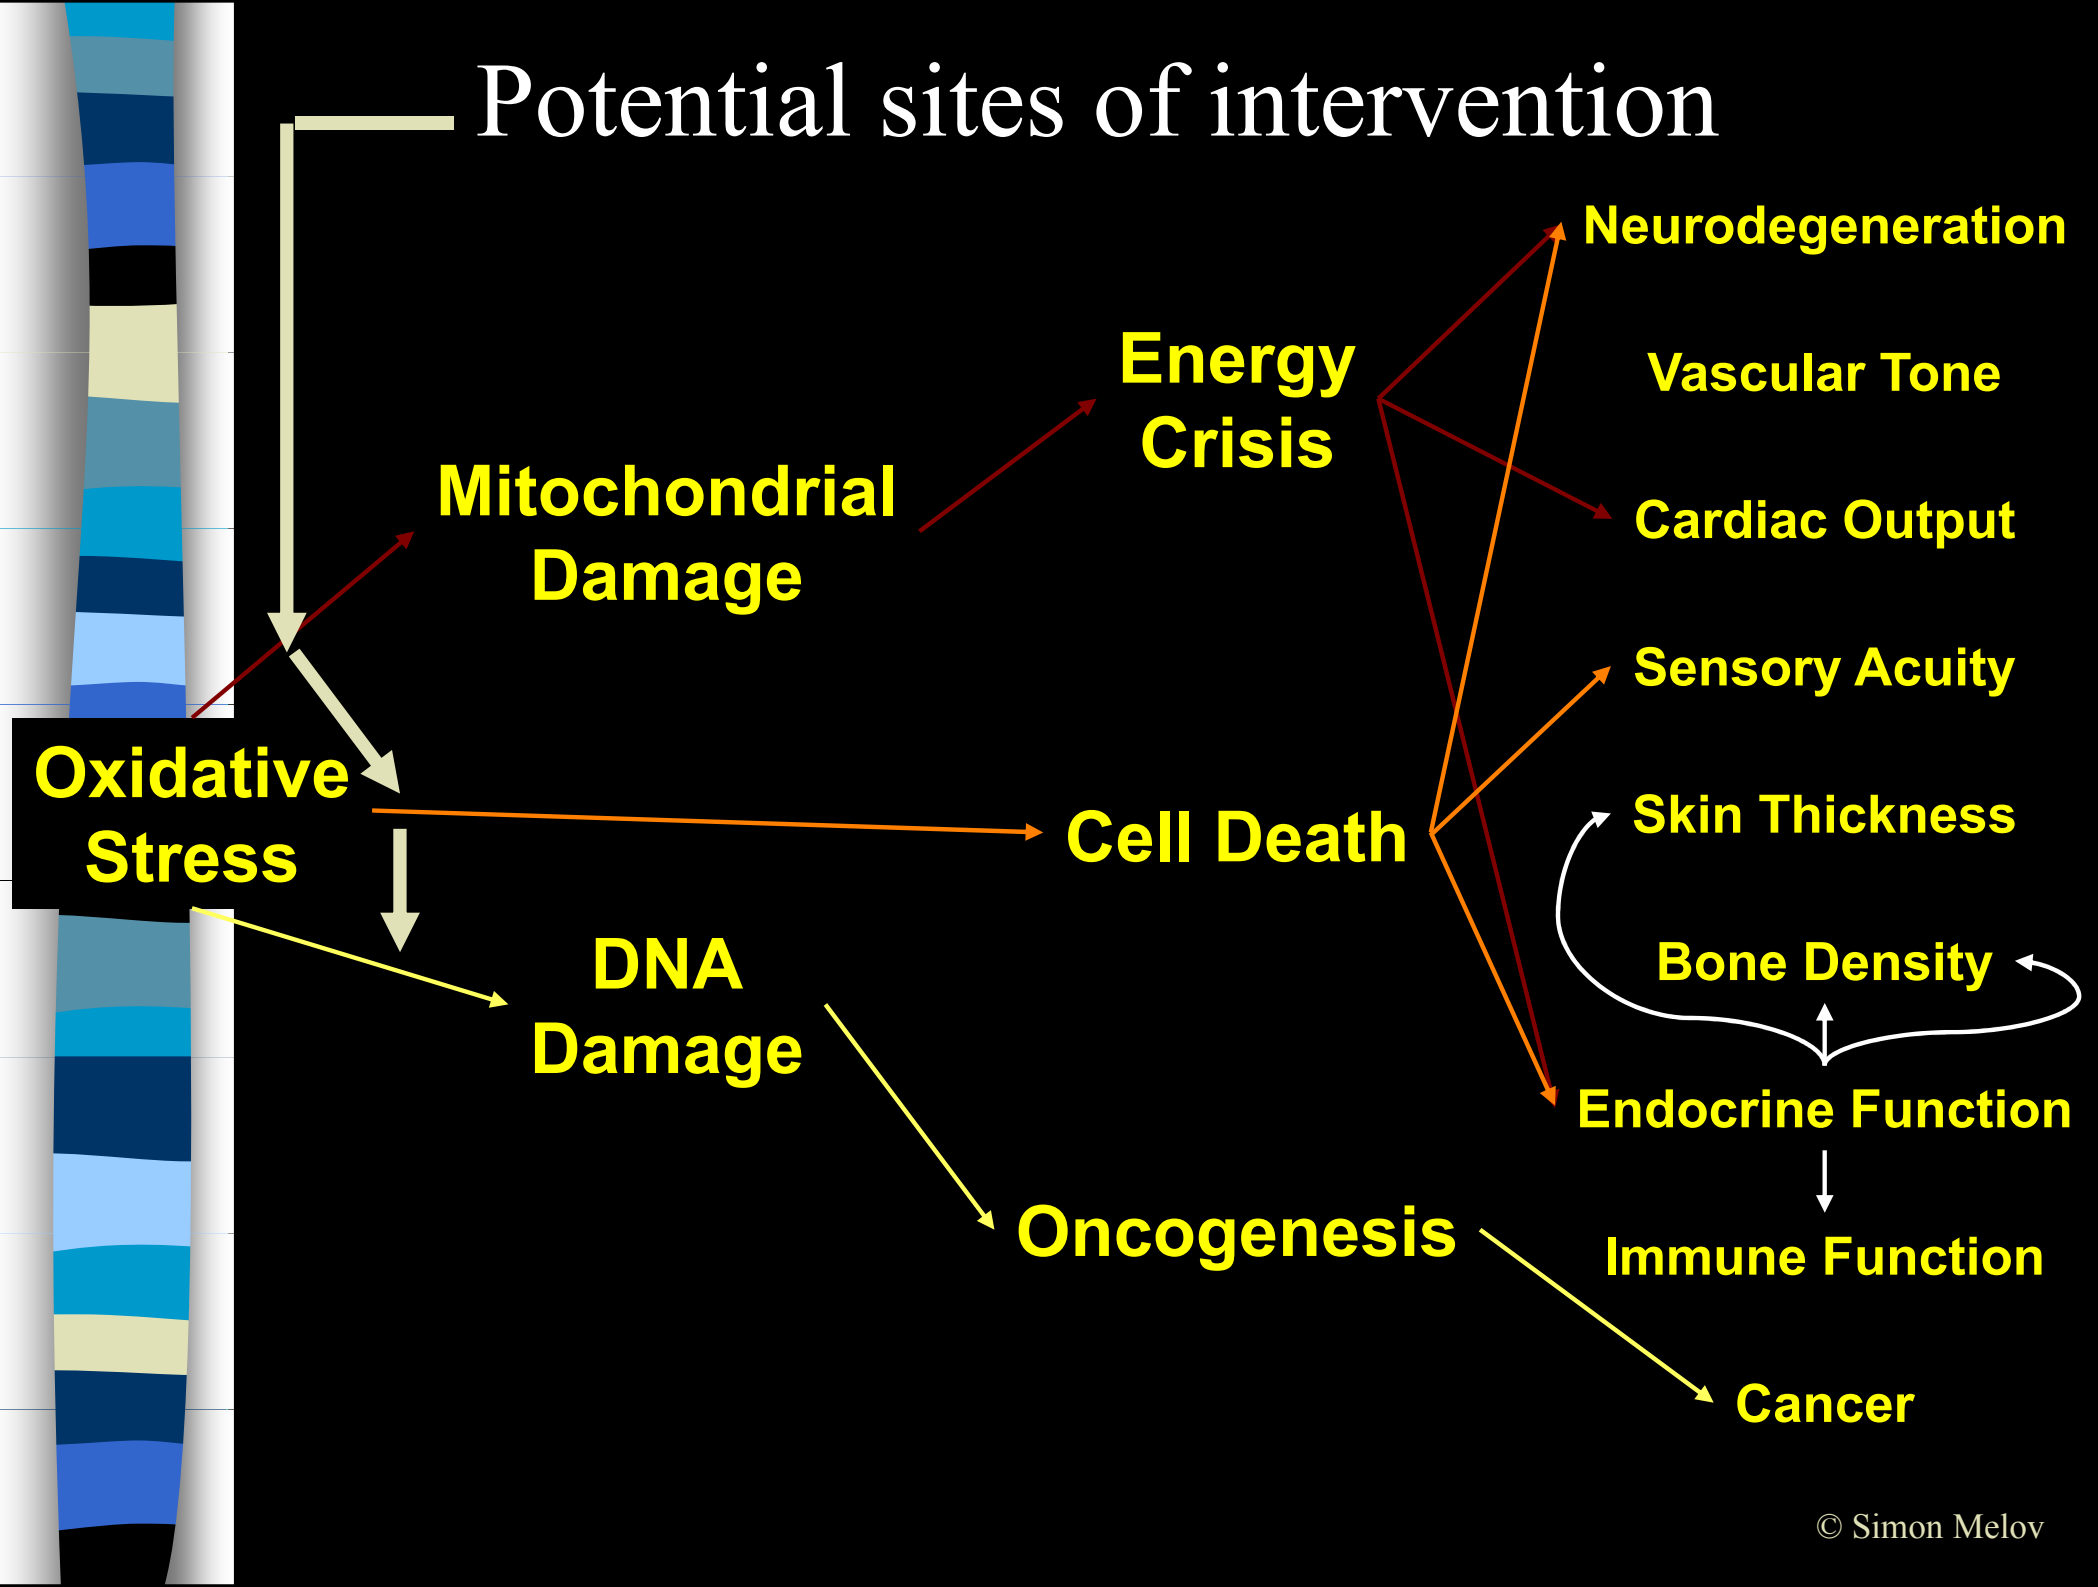 Potential sites of intervention
Neurodegeneration
Energy
Crisis
Vascular Tone
Mitochondrial
Damage
Cardiac Output
Sensory Acuity
Oxidative
Stress
Cell Death
Skin Thickness
DNA
Damage
Bone Density
Endocrine Function
Oncogenesis
Immune Function
Cancer
© Simon Melov